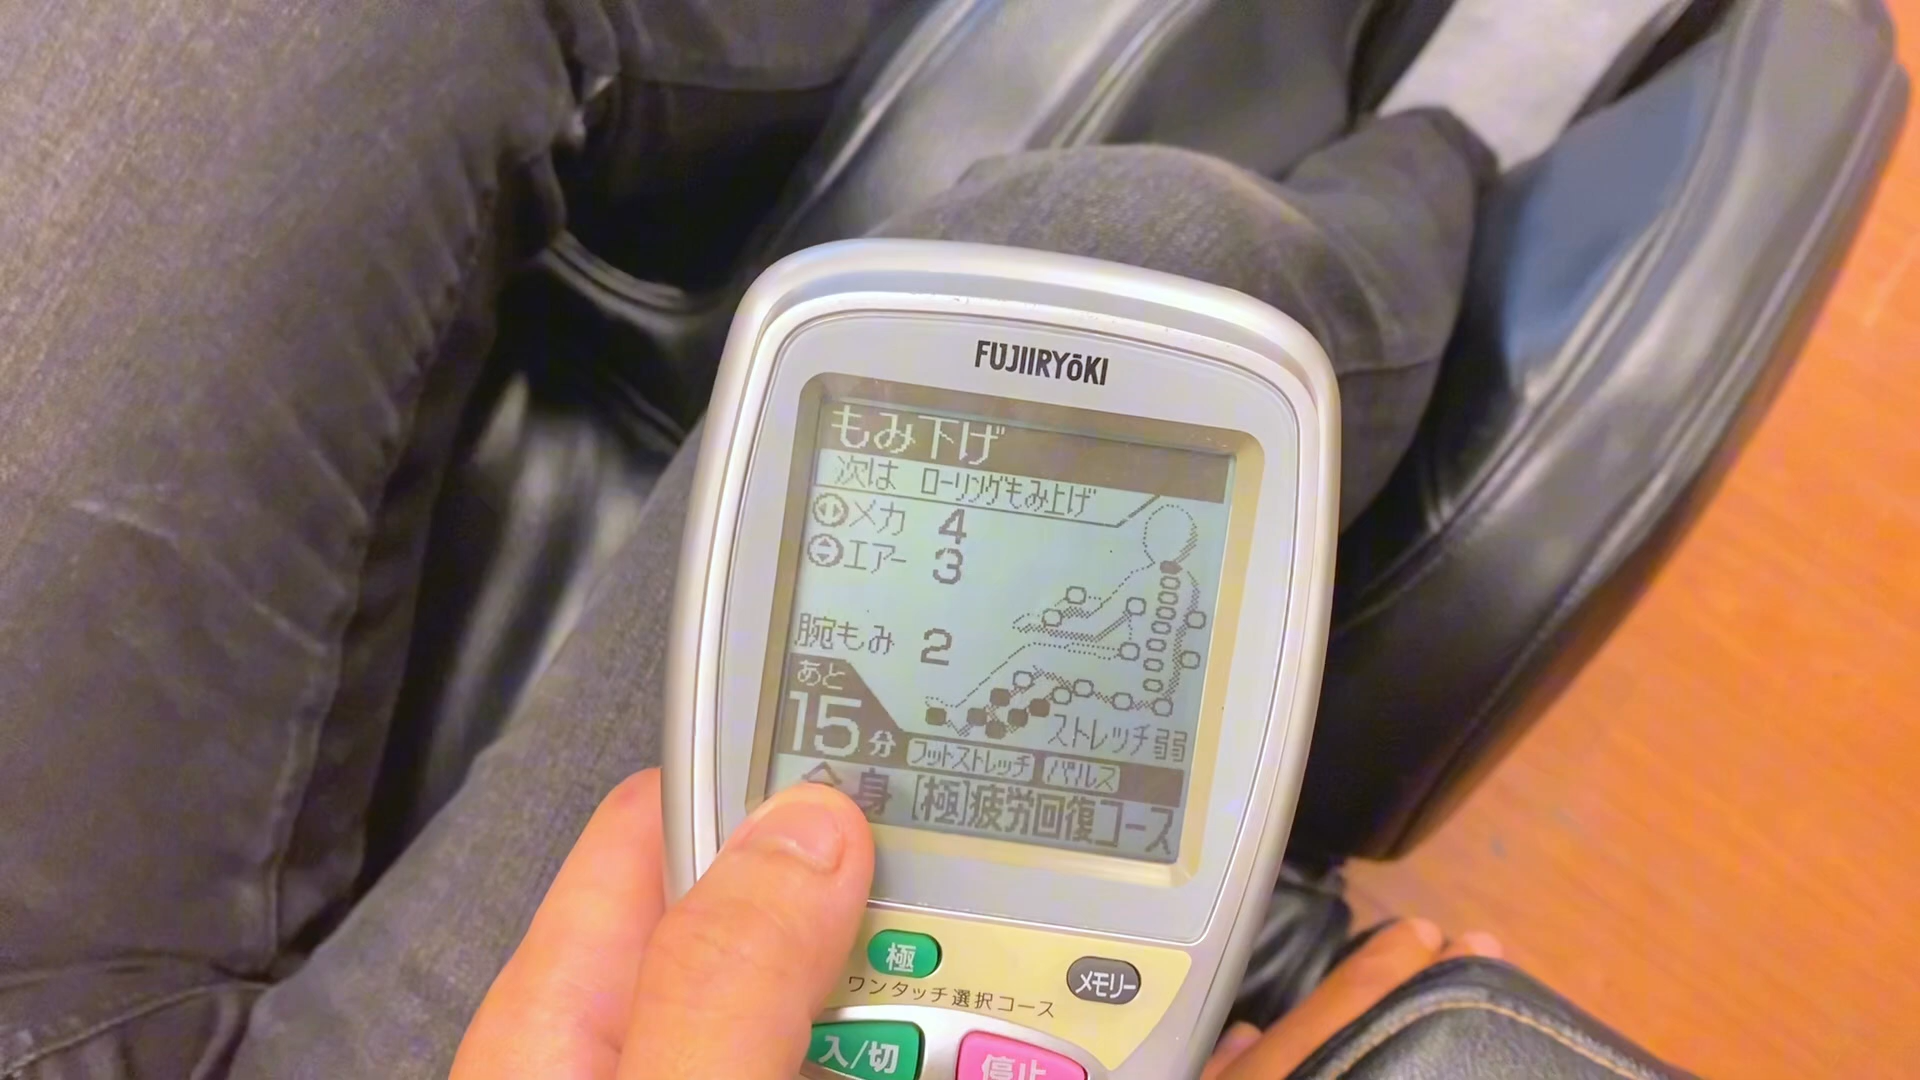 FUJIIRYōKI
もみ下げ
次は ローリングもみ上げ
メカ 4
エアー 3
腕もみ 2
あと
15分
ストレッチ弱
フットストレッチ パルス
全身 [極]疲労回復コース
極
メモリー
ワンタッチ選択コース
入/切
停止